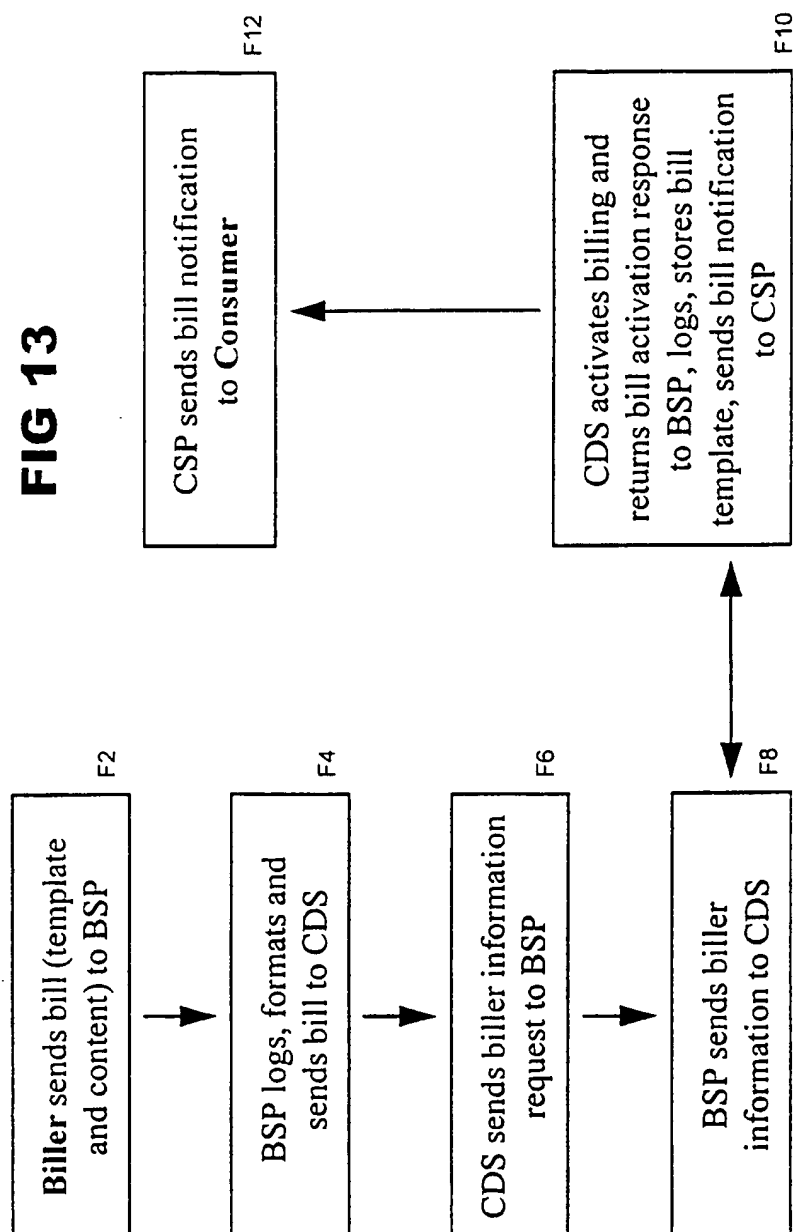 FIG 13
Biller sends bill (template
and content) to BSP
F2
BSP logs, formats and
sends bill to CDS
F4
CDS sends biller information
request to BSP
F6
BSP sends biller
information to CDS
F8
CDS activates billing and
returns bill activation response
to BSP, logs, stores bill
template, sends bill notification
to CSP
F10
CSP sends bill notification
to Consumer
F12